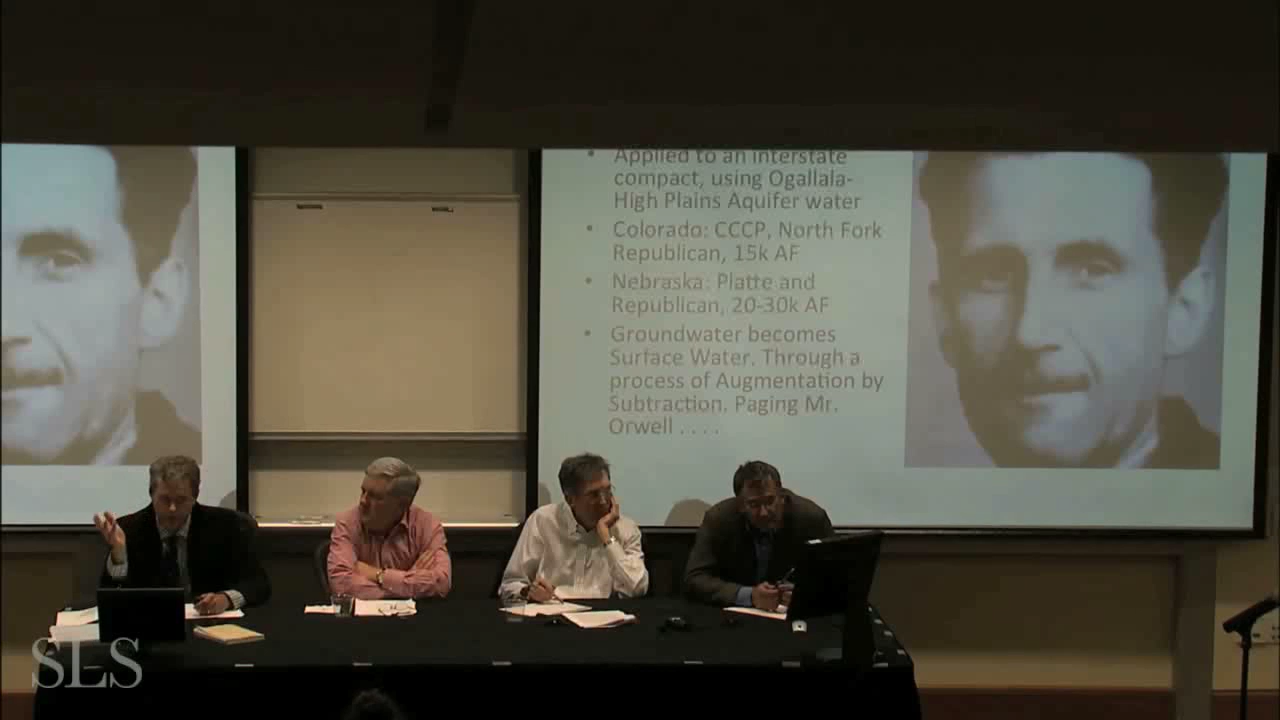 Applied to an interstate
compact, using Ogallala-
High Plains Aquifer water
Colorado: CCCP, North Fork
Republican, 15k AF
Nebraska: Platte and
Republican, 20-30k AF
Groundwater becomes
Surface Water. Through a
process of Augmentation by
Subtraction. Paging Mr.
Orwell . . . .
SLS